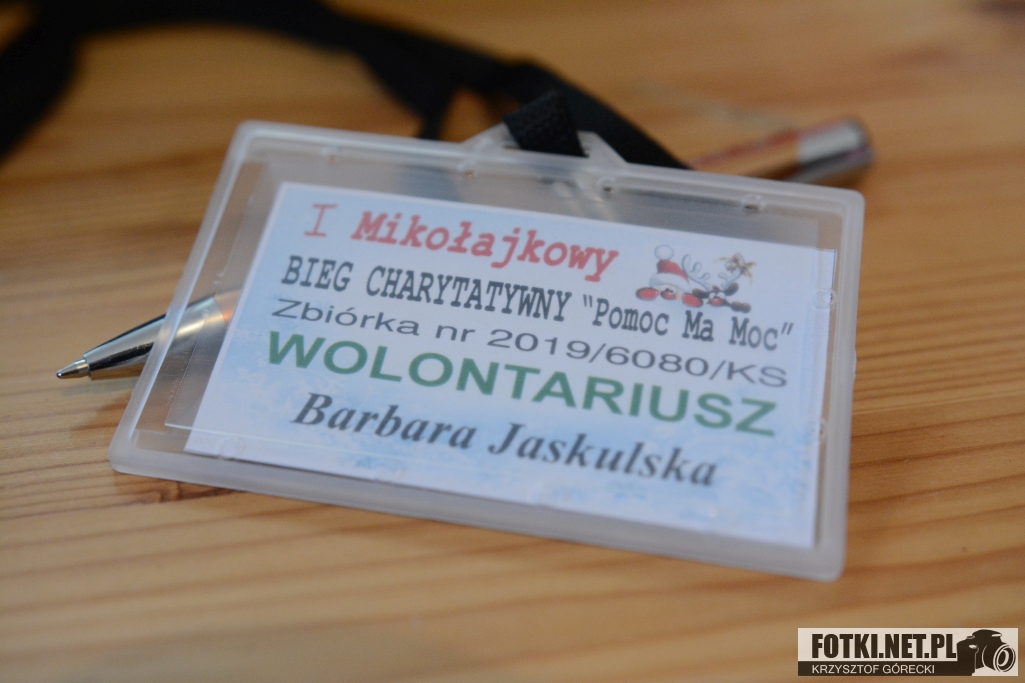 I Mikołajkowy
BIEG CHARYTATYWNY "Pomoc Ma Moc"
Zbiórka nr 2019/6080/KS
WOLONTARIUSZ
Barbara Jaskulska
FOTKI.NET.PL
KRZYSZTOF GÓRECKI